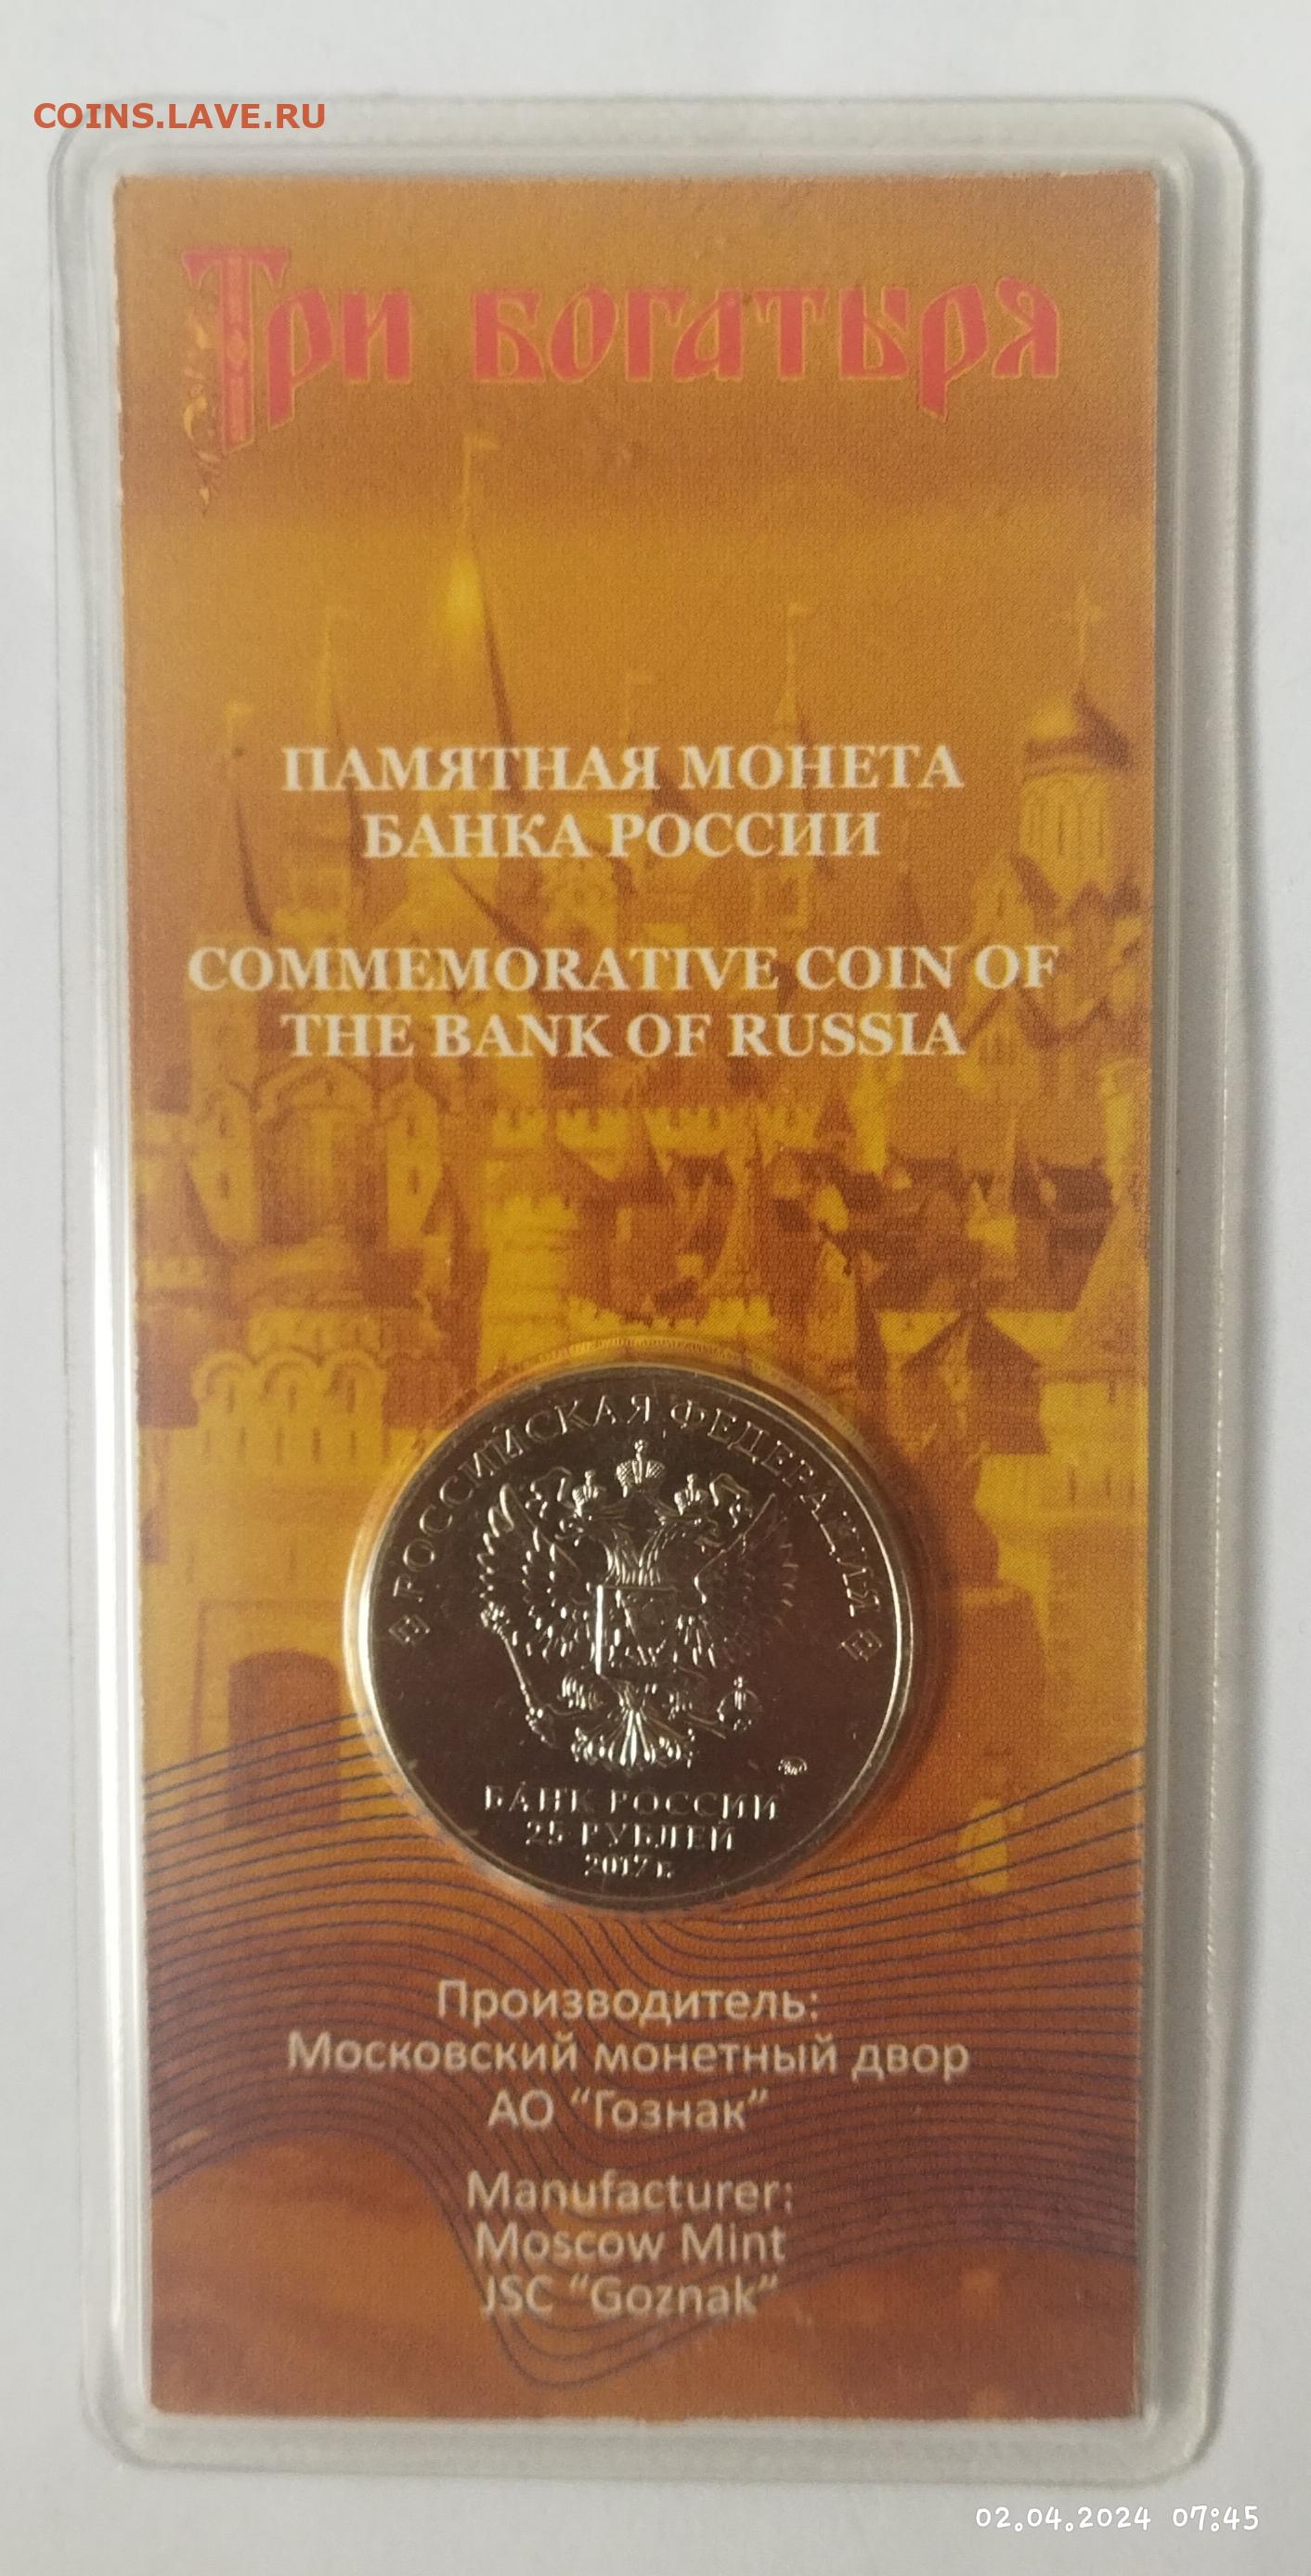 COINS.LAVE.RU
Три богатыря
ПАМЯТНАЯ МОНЕТА
БАНКА РОССИИ
COMMEMORATIVE COIN OF
THE BANK OF RUSSIA
РОССИЙСКАЯ ФЕДЕРАЦИЯ
БАНК РОССИИ
25 РУБЛЕЙ
2017 г.
Производитель:
Московский монетный двор
АО “Гознак”
Manufacturer:
Moscow Mint
JSC “Goznak”
02.04.2024 07:45